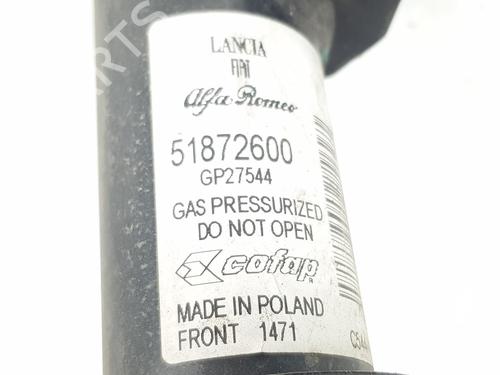 LANCIA
FIAT
Alfa Romeo
51872600
GP27544
GAS PRESSURIZED
DO NOT OPEN
cofap
MADE IN POLAND
FRONT 1471